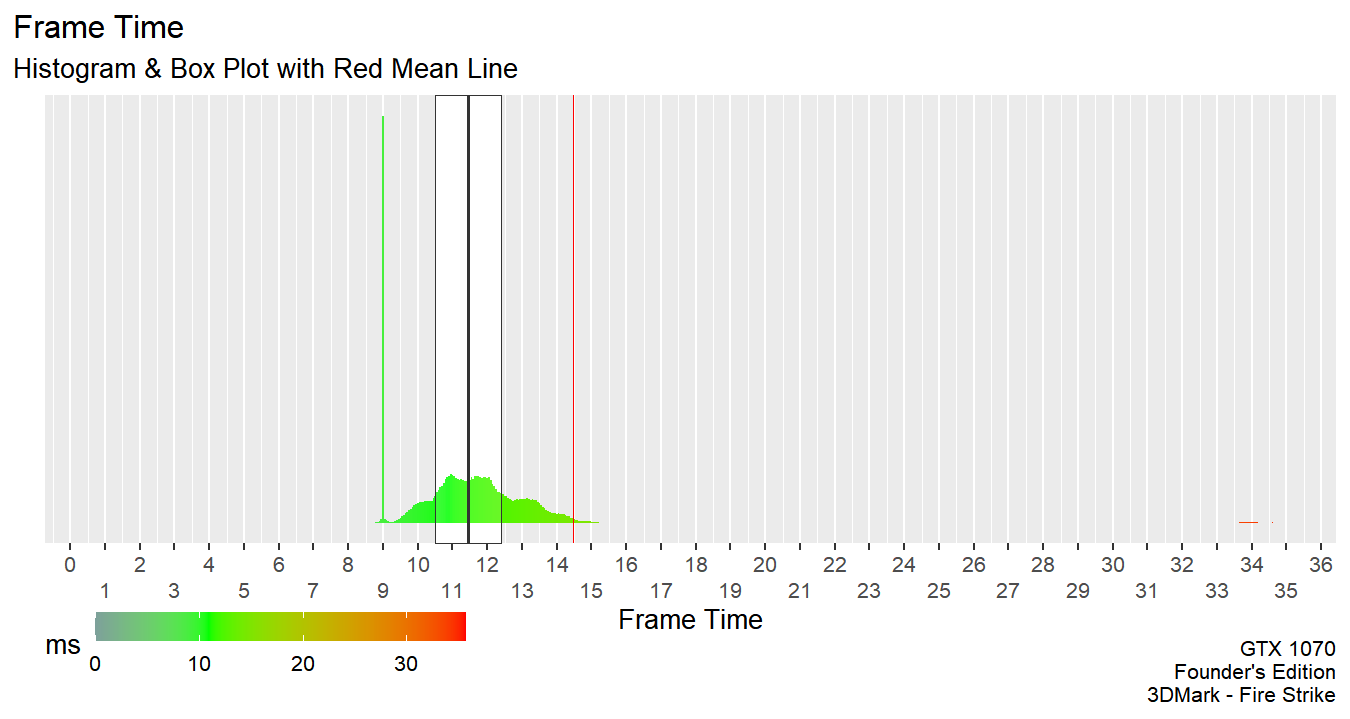 Frame Time
Histogram & Box Plot with Red Mean Line
0 2 4 6 8 10 12 14 16 18 20 22 24 26 28 30 32 34 36
1 3 5 7 9 11 13 15 17 19 21 23 25 27 29 31 33 35
Frame Time
ms
0 10 20 30
GTX 1070
Founder's Edition
3DMark - Fire Strike